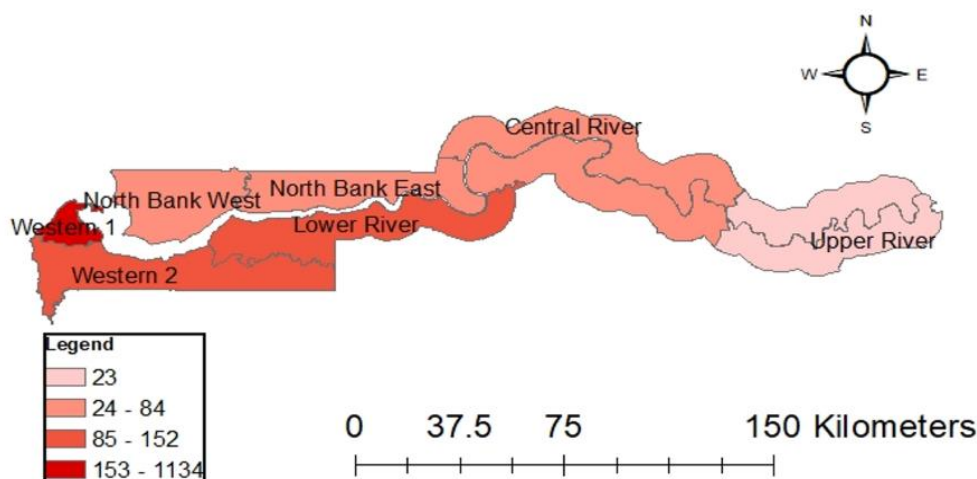 N
W E
S
Central River
North Bank West
North Bank East
Western 1
Lower River
Upper River
Western 2
Legend
23
24 - 84
85 - 152
153 - 1134
0 37.5 75 150 Kilometers